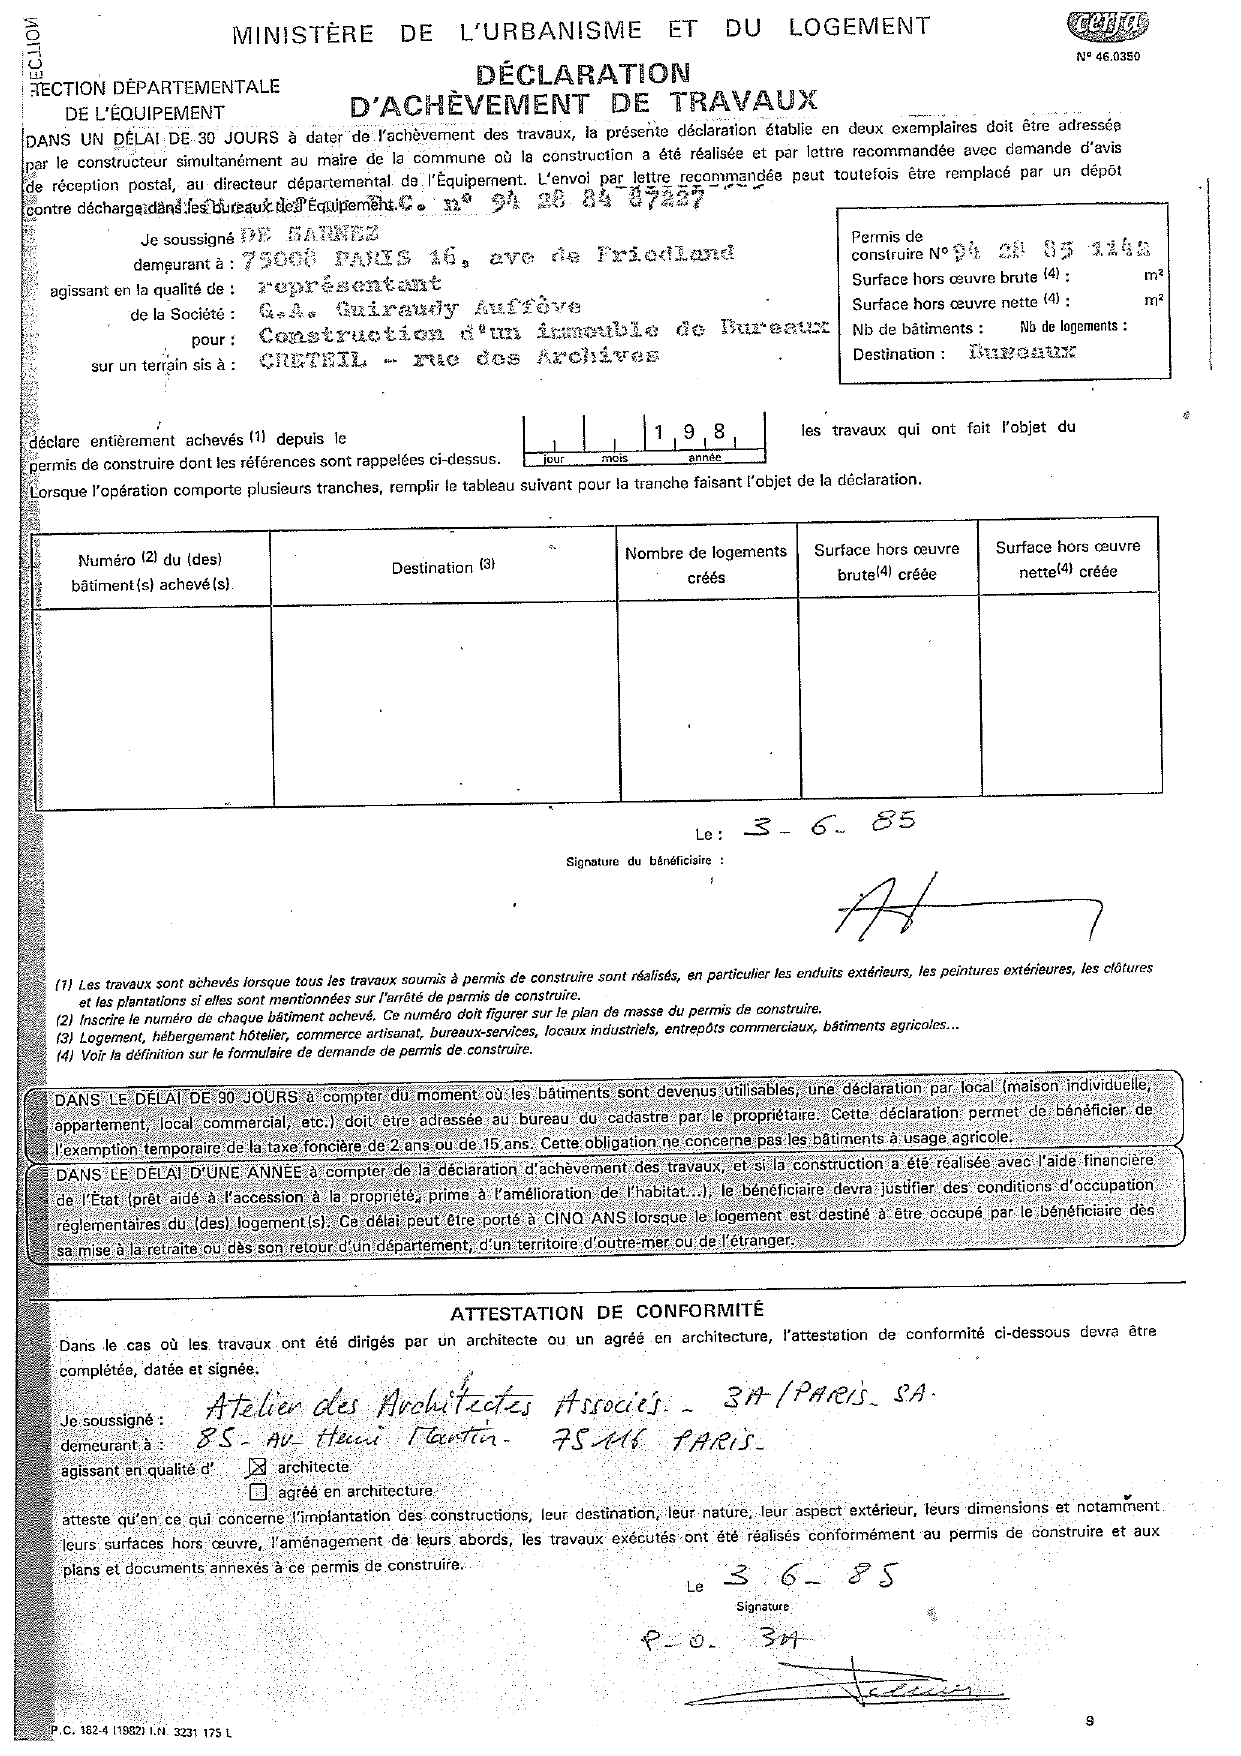 MINISTÈRE DE L'URBANISME ET DU LOGEMENT
cerfa
N° 46.0350
ECTION
ECTION DÉPARTEMENTALE
DE L'ÉQUIPEMENT
DÉCLARATION
D'ACHÈVEMENT DE TRAVAUX
DANS UN DÉLAI DE 30 JOURS à dater de l'achèvement des travaux, la présente déclaration établie en deux exemplaires doit être adressée
par le constructeur simultanément au maire de la commune où la construction a été réalisée et par lettre recommandée avec demande d'avis
de réception postal, au directeur départemental de l'Équipement. L'envoi par lettre recommandée peut toutefois être remplacé par un dépôt
contre décharge dans les bureaux de l'Équipement.
C. n° 94 28 84 87227
Je soussigné DE SARNEZ
demeurant à : 75008 PARIS 16, ave de Friedland
agissant en la qualité de : représentant
de la Société : G.A. Guiraudy Auffève
pour : Construction d'un immeuble de Bureaux
sur un terrain sis à : CRETEIL - rue des Archives
Permis de
construire N° 94 28 85 1142
Surface hors œuvre brute (4) : m²
Surface hors œuvre nette (4) : m²
Nb de bâtiments : Nb de logements :
Destination : Bureaux
déclare entièrement achevés (1) depuis le 1 9 8 les travaux qui ont fait l'objet du
jour mois année
permis de construire dont les références sont rappelées ci-dessus.
Lorsque l'opération comporte plusieurs tranches, remplir le tableau suivant pour la tranche faisant l'objet de la déclaration.
Numéro (2) du (des)
bâtiment(s) achevé(s).
Destination (3)
Nombre de logements
créés
Surface hors œuvre
brute(4) créée
Surface hors œuvre
nette(4) créée
Le : 3 - 6 - 85
Signature du bénéficiaire :
(1) Les travaux sont achevés lorsque tous les travaux soumis à permis de construire sont réalisés, en particulier les enduits extérieurs, les peintures extérieures, les clôtures
et les plantations si elles sont mentionnées sur l'arrêté de permis de construire.
(2) Inscrire le numéro de chaque bâtiment achevé. Ce numéro doit figurer sur le plan de masse du permis de construire.
(3) Logement, hébergement hôtelier, commerce artisanat, bureaux-services, locaux industriels, entrepôts commerciaux, bâtiments agricoles...
(4) Voir la définition sur le formulaire de demande de permis de construire.
DANS LE DÉLAI DE 90 JOURS à compter du moment où les bâtiments sont devenus utilisables, une déclaration par local (maison individuelle,
appartement, local commercial, etc.) doit être adressée au bureau du cadastre par le propriétaire. Cette déclaration permet de bénéficier de
l'exemption temporaire de la taxe foncière de 2 ans ou de 15 ans. Cette obligation ne concerne pas les bâtiments à usage agricole.
DANS LE DÉLAI D'UNE ANNÉE à compter de la déclaration d'achèvement des travaux, et si la construction a été réalisée avec l'aide financière
de l'État (prêt aidé à l'accession à la propriété, prime à l'amélioration de l'habitat...), le bénéficiaire devra justifier des conditions d'occupation
réglementaires du (des) logement(s). Ce délai peut être porté à CINQ ANS lorsque le logement est destiné à être occupé par le bénéficiaire dès
sa mise à la retraite ou dès son retour d'un département, d'un territoire d'outre-mer ou de l'étranger.
ATTESTATION DE CONFORMITÉ
Dans le cas où les travaux ont été dirigés par un architecte ou un agréé en architecture, l'attestation de conformité ci-dessous devra être
complétée, datée et signée.
Je soussigné : Atelier des Architectes Associés. - 3A/PARIS_ SA.
demeurant à : 85 - AV - Henri Martin - 75116 PARIS -
agissant en qualité d' ☒ architecte
☐ agréé en architecture
atteste qu'en ce qui concerne l'implantation des constructions, leur destination, leur nature, leur aspect extérieur, leurs dimensions et notamment
leurs surfaces hors œuvre, l'aménagement de leurs abords, les travaux exécutés ont été réalisés conformément au permis de construire et aux
plans et documents annexés à ce permis de construire.
Le 3 6 - 85
Signature
P - O - 3A
P.C. 182-4 (1982) I.N. 3231 175 L
9